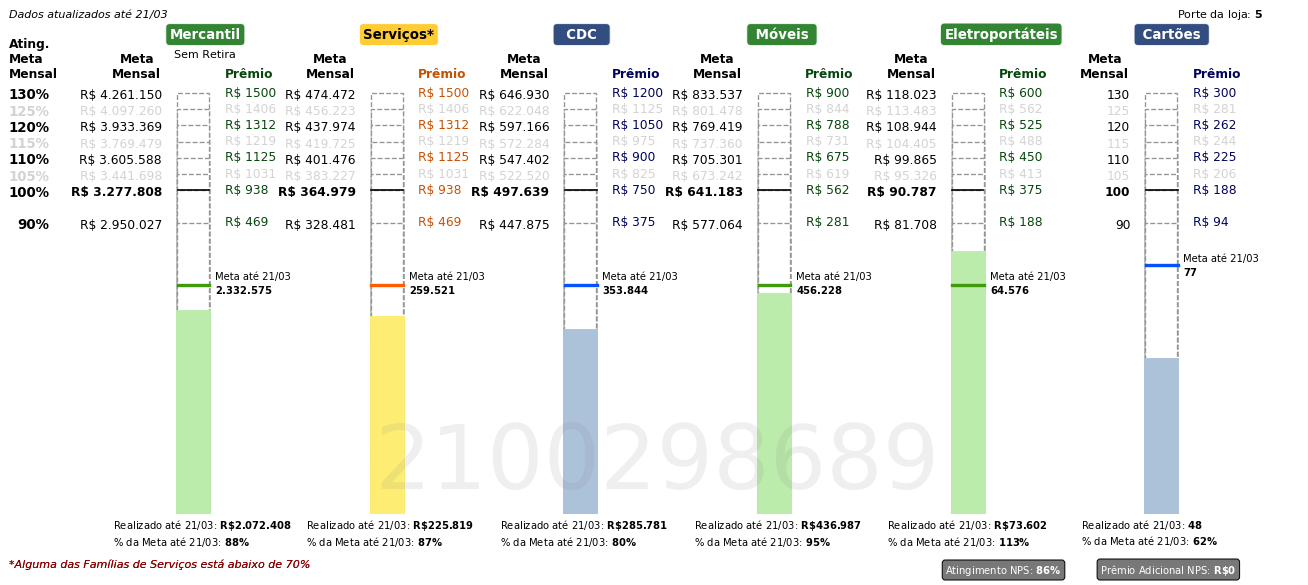 Dados atualizados até 21/03
Porte da loja: 5
Mercantil Serviços* CDC Móveis Eletroportáteis Cartões
Sem Retira
Ating. Meta Mensal
Meta Mensal Prêmio Meta Mensal Prêmio Meta Mensal Prêmio Meta Mensal Prêmio Meta Mensal Prêmio Meta Mensal Prêmio
130% R$ 4.261.150 R$ 1500 R$ 474.472 R$ 1500 R$ 646.930 R$ 1200 R$ 833.537 R$ 900 R$ 118.023 R$ 600 130 R$ 300
125% R$ 4.097.260 R$ 1406 R$ 456.223 R$ 1406 R$ 622.048 R$ 1125 R$ 801.478 R$ 844 R$ 113.483 R$ 562 125 R$ 281
120% R$ 3.933.369 R$ 1312 R$ 437.974 R$ 1312 R$ 597.166 R$ 1050 R$ 769.419 R$ 788 R$ 108.944 R$ 525 120 R$ 262
115% R$ 3.769.479 R$ 1219 R$ 419.725 R$ 1219 R$ 572.284 R$ 975 R$ 737.360 R$ 731 R$ 104.405 R$ 488 115 R$ 244
110% R$ 3.605.588 R$ 1125 R$ 401.476 R$ 1125 R$ 547.402 R$ 900 R$ 705.301 R$ 675 R$ 99.865 R$ 450 110 R$ 225
105% R$ 3.441.698 R$ 1031 R$ 383.227 R$ 1031 R$ 522.520 R$ 825 R$ 673.242 R$ 619 R$ 95.326 R$ 413 105 R$ 206
100% R$ 3.277.808 R$ 938 R$ 364.979 R$ 938 R$ 497.639 R$ 750 R$ 641.183 R$ 562 R$ 90.787 R$ 375 100 R$ 188
90% R$ 2.950.027 R$ 469 R$ 328.481 R$ 469 R$ 447.875 R$ 375 R$ 577.064 R$ 281 R$ 81.708 R$ 188 90 R$ 94
Meta até 21/03 Meta até 21/03 Meta até 21/03 Meta até 21/03 Meta até 21/03 Meta até 21/03
2.332.575 259.521 353.844 456.228 64.576 77
2100298689
Realizado até 21/03: R$2.072.408 Realizado até 21/03: R$225.819 Realizado até 21/03: R$285.781 Realizado até 21/03: R$436.987 Realizado até 21/03: R$73.602 Realizado até 21/03: 48
% da Meta até 21/03: 88% % da Meta até 21/03: 87% % da Meta até 21/03: 80% % da Meta até 21/03: 95% % da Meta até 21/03: 113% % da Meta até 21/03: 62%
*Alguma das Famílias de Serviços está abaixo de 70%
Atingimento NPS: 86% Prêmio Adicional NPS: R$0